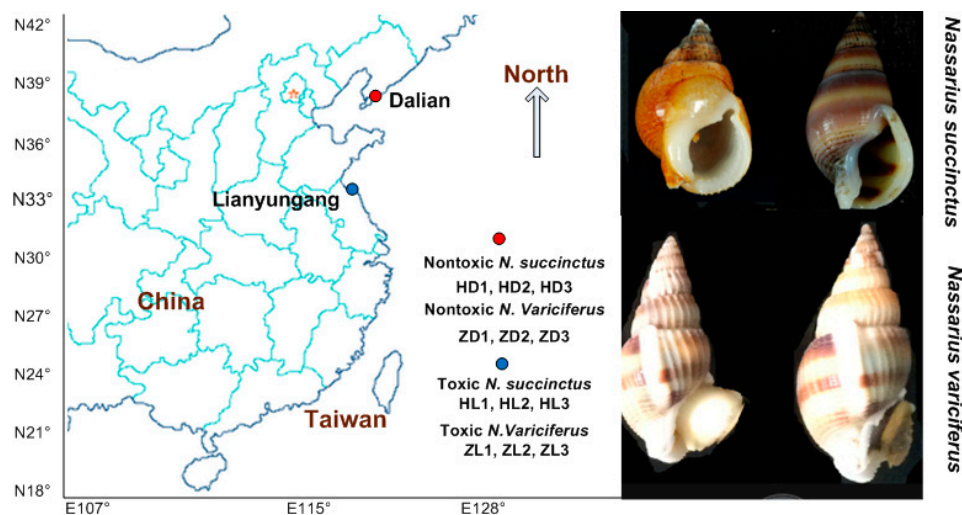 N42°
N39°
N36°
N33°
N30°
N27°
N24°
N21°
N18°
E107°
E115°
E128°
North
Dalian
Lianyungang
China
Taiwan
Nontoxic N. succinctus
HD1, HD2, HD3
Nontoxic N. Variciferus
ZD1, ZD2, ZD3
Toxic N. succinctus
HL1, HL2, HL3
Toxic N.Variciferus
ZL1, ZL2, ZL3
Nassarius succinctus
Nassarius variciferus